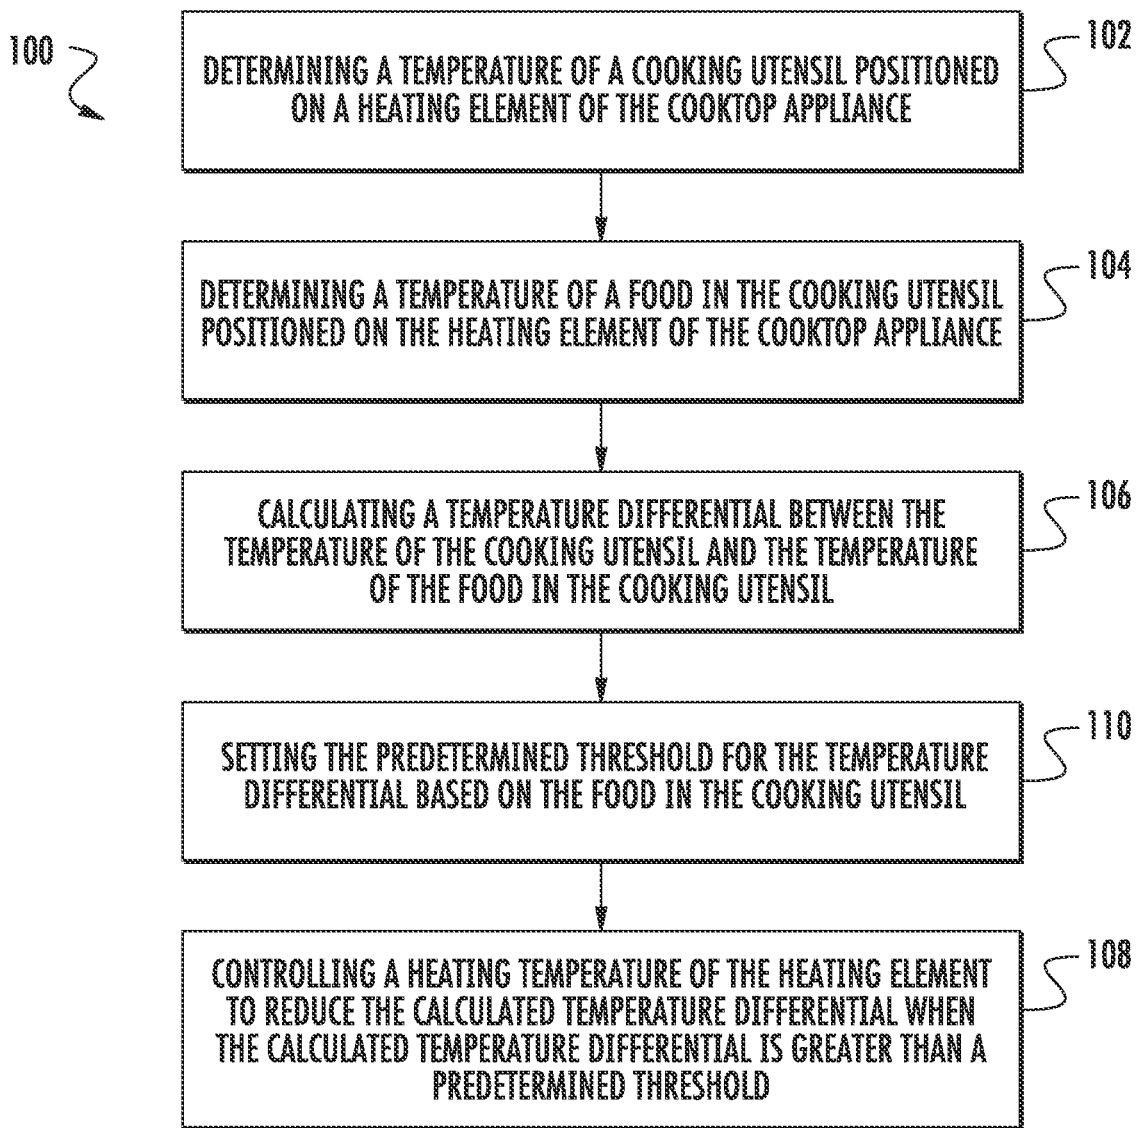 100
102
DETERMINING A TEMPERATURE OF A COOKING UTENSIL POSITIONED
ON A HEATING ELEMENT OF THE COOKTOP APPLIANCE
104
DETERMINING A TEMPERATURE OF A FOOD IN THE COOKING UTENSIL
POSITIONED ON THE HEATING ELEMENT OF THE COOKTOP APPLIANCE
106
CALCULATING A TEMPERATURE DIFFERENTIAL BETWEEN THE
TEMPERATURE OF THE COOKING UTENSIL AND THE TEMPERATURE
OF THE FOOD IN THE COOKING UTENSIL
110
SETTING THE PREDETERMINED THRESHOLD FOR THE TEMPERATURE
DIFFERENTIAL BASED ON THE FOOD IN THE COOKING UTENSIL
108
CONTROLLING A HEATING TEMPERATURE OF THE HEATING ELEMENT
TO REDUCE THE CALCULATED TEMPERATURE DIFFERENTIAL WHEN
THE CALCULATED TEMPERATURE DIFFERENTIAL IS GREATER THAN A
PREDETERMINED THRESHOLD